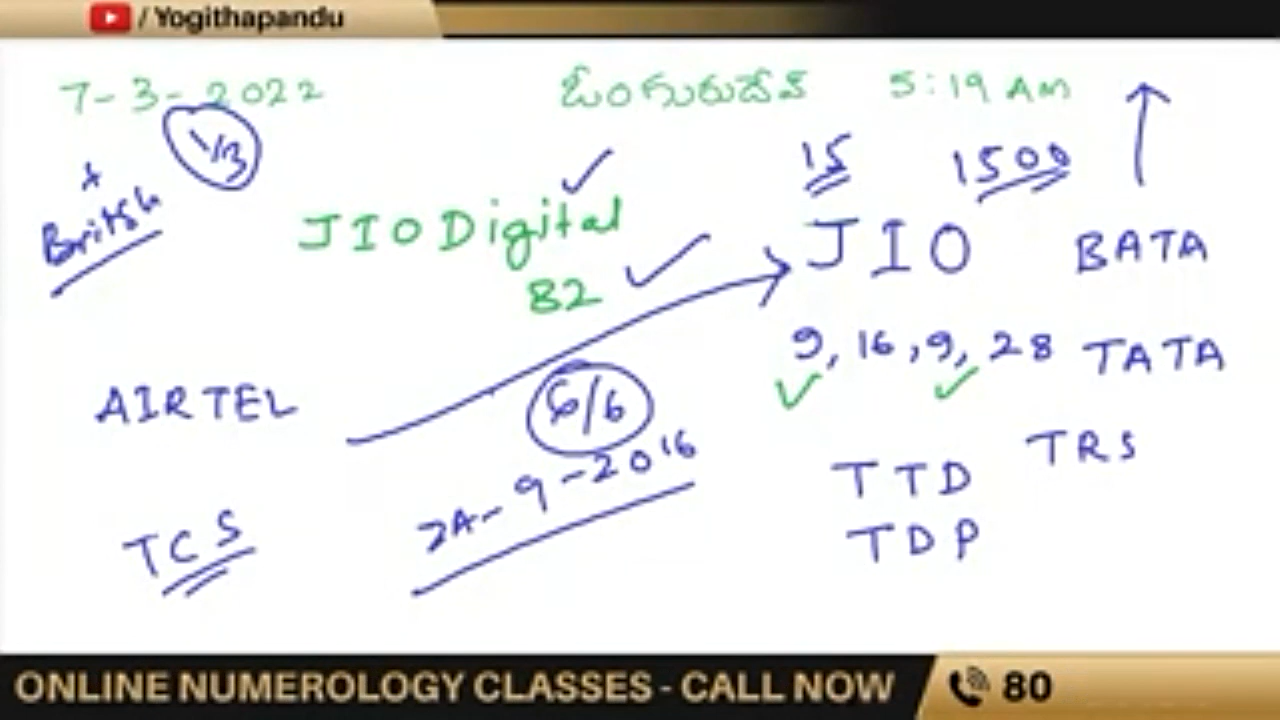 / Yogithapandu
7-3-2022 ఓంగురుదేవ్ 5:19 Am
1/3
15 1500
British
JIO Digital
JIO BATA
82
9, 16, 9, 28 TATA
AIRTEL
6/6
TRS
TTD
-9-2016
TCS
TDP
ONLINE NUMEROLOGY CLASSES - CALL NOW 80